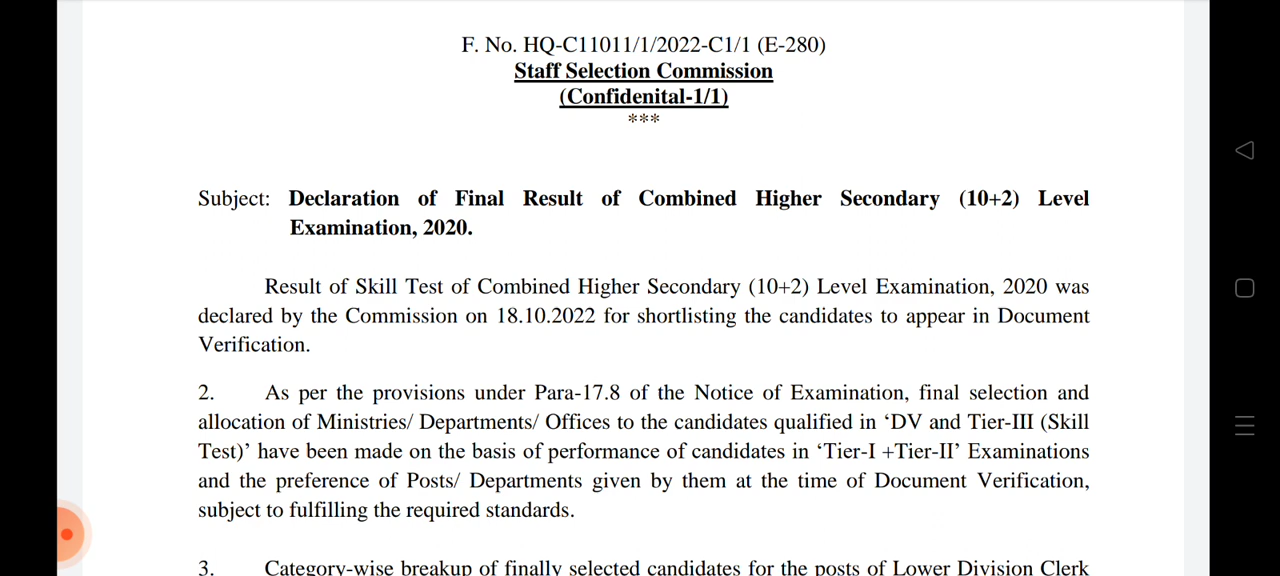 F. No. HQ-C11011/1/2022-C1/1 (E-280)
Staff Selection Commission
(Confidenital-1/1)
***
Subject: Declaration of Final Result of Combined Higher Secondary (10+2) Level
Examination, 2020.
Result of Skill Test of Combined Higher Secondary (10+2) Level Examination, 2020 was
declared by the Commission on 18.10.2022 for shortlisting the candidates to appear in Document
Verification.
2. As per the provisions under Para-17.8 of the Notice of Examination, final selection and
allocation of Ministries/ Departments/ Offices to the candidates qualified in ‘DV and Tier-III (Skill
Test)’ have been made on the basis of performance of candidates in ‘Tier-I +Tier-II’ Examinations
and the preference of Posts/ Departments given by them at the time of Document Verification,
subject to fulfilling the required standards.
3. Category-wise breakup of finally selected candidates for the posts of Lower Division Clerk